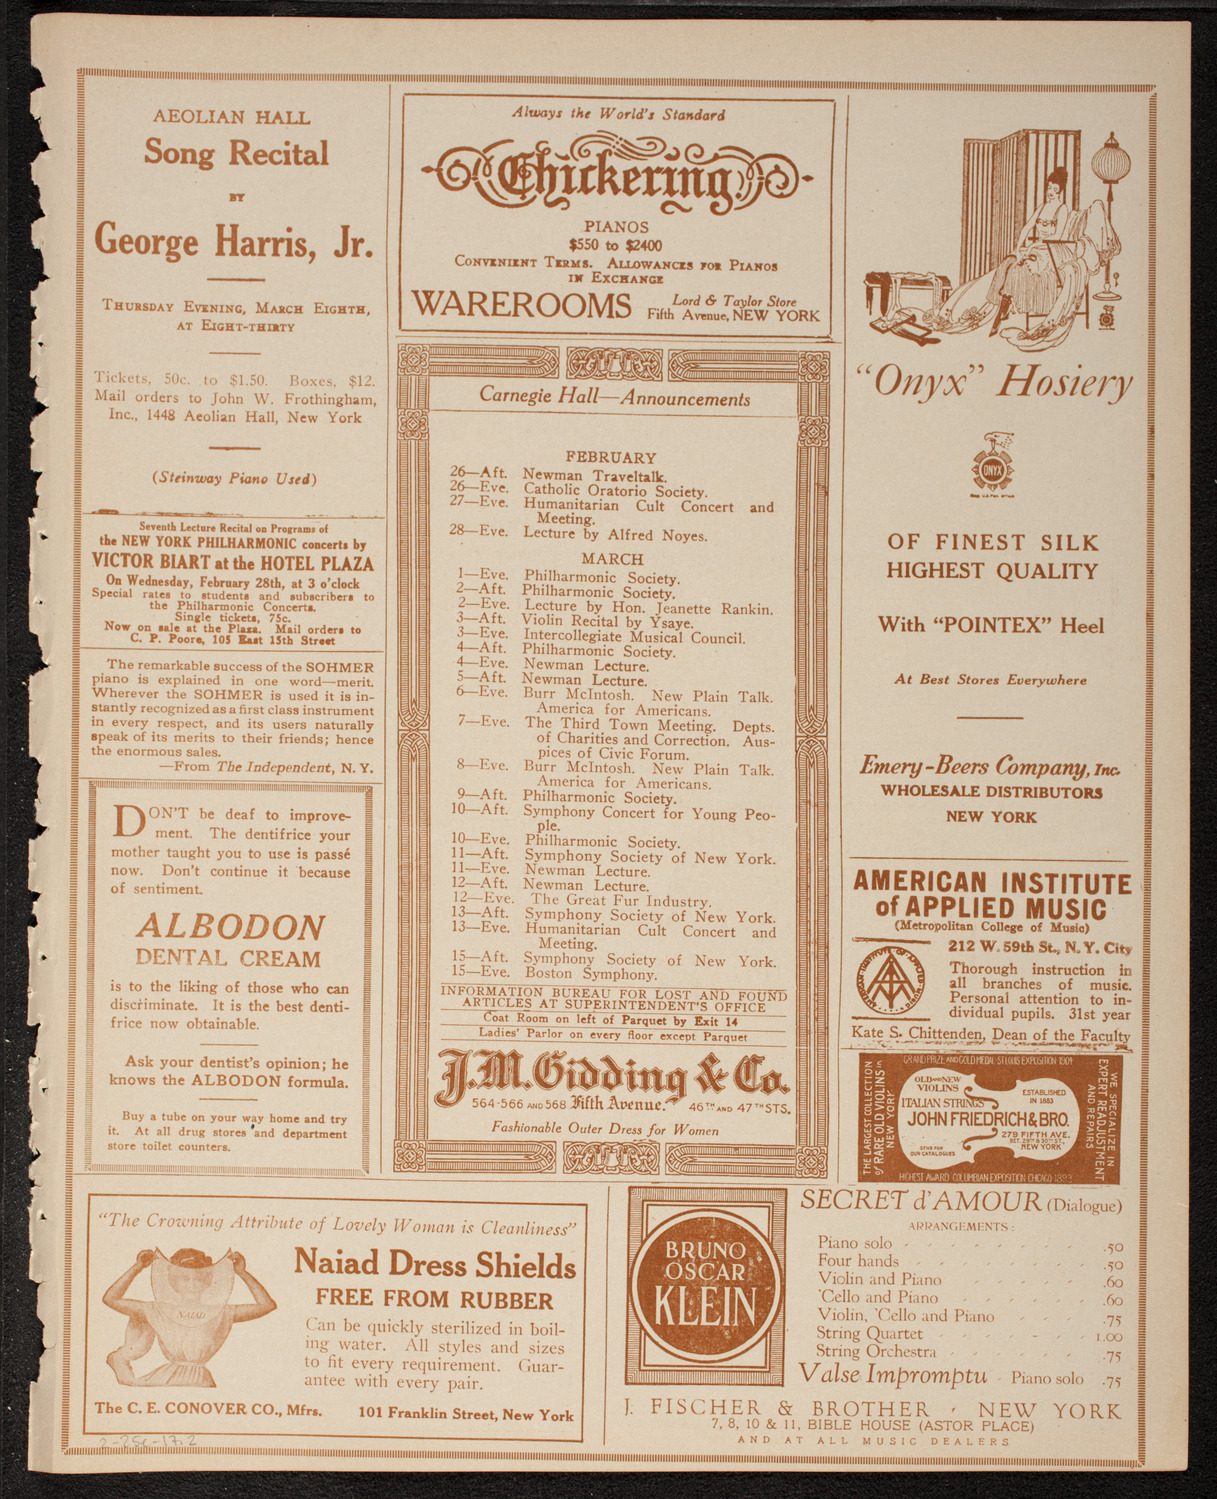 AEOLIAN HALL
Song Recital
BY
George Harris, Jr.
THURSDAY EVENING, MARCH EIGHTH,
AT EIGHT-THIRTY
Tickets, 50c. to $1.50. Boxes, $12.
Mail orders to John W. Frothingham,
Inc., 1448 Aeolian Hall, New York
(Steinway Piano Used)
Seventh Lecture Recital on Programs of
the NEW YORK PHILHARMONIC concerts by
VICTOR BIART at the HOTEL PLAZA
On Wednesday, February 28th, at 3 o'clock
Special rates to students and subscribers to
the Philharmonic Concerts.
Single tickets, 75c.
Now on sale at the Plaza. Mail orders to
C. P. Poore, 105 East 15th Street
The remarkable success of the SOHMER
piano is explained in one word—merit.
Wherever the SOHMER is used it is in-
stantly recognized as a first class instrument
in every respect, and its users naturally
speak of its merits to their friends; hence
the enormous sales.
—From The Independent, N. Y.
DON'T be deaf to improve-
ment. The dentifrice your
mother taught you to use is passé
now. Don't continue it because
of sentiment.
ALBODON
DENTAL CREAM
is to the liking of those who can
discriminate. It is the best denti-
frice now obtainable.
Ask your dentist's opinion; he
knows the ALBODON formula.
Buy a tube on your way home and try
it. At all drug stores and department
store toilet counters.
Always the World's Standard
Chickering
PIANOS
$550 to $2400
CONVENIENT TERMS. ALLOWANCES FOR PIANOS
IN EXCHANGE
WAREROOMS
Lord & Taylor Store
Fifth Avenue, NEW YORK
Carnegie Hall—Announcements
FEBRUARY
26—Aft. Newman Traveltalk.
26—Eve. Catholic Oratorio Society.
27—Eve. Humanitarian Cult Concert and
Meeting.
28—Eve. Lecture by Alfred Noyes.
MARCH
1—Eve. Philharmonic Society.
2—Aft. Philharmonic Society.
2—Eve. Lecture by Hon. Jeanette Rankin.
3—Aft. Violin Recital by Ysaye.
3—Eve. Intercollegiate Musical Council.
4—Aft. Philharmonic Society.
4—Eve. Newman Lecture.
5—Aft. Newman Lecture.
6—Eve. Burr McIntosh. New Plain Talk.
America for Americans.
7—Eve. The Third Town Meeting. Depts.
of Charities and Correction. Aus-
pices of Civic Forum.
8—Eve. Burr McIntosh. New Plain Talk.
America for Americans.
9—Aft. Philharmonic Society.
10—Aft. Symphony Concert for Young Peo-
ple.
10—Eve. Philharmonic Society.
11—Aft. Symphony Society of New York.
11—Eve. Newman Lecture.
12—Aft. Newman Lecture.
12—Eve. The Great Fur Industry.
13—Aft. Symphony Society of New York.
13—Eve. Humanitarian Cult Concert and
Meeting.
15—Aft. Symphony Society of New York.
15—Eve. Boston Symphony.
INFORMATION BUREAU FOR LOST AND FOUND
ARTICLES AT SUPERINTENDENT'S OFFICE
Coat Room on left of Parquet by Exit 14
Ladies' Parlor on every floor except Parquet
J. M. Gidding & Co.
564-566 AND 568 Fifth Avenue. 46TH AND 47TH STS.
Fashionable Outer Dress for Women
"Onyx" Hosiery
ONYX
OF FINEST SILK
HIGHEST QUALITY
With "POINTEX" Heel
At Best Stores Everywhere
Emery-Beers Company, Inc.
WHOLESALE DISTRIBUTORS
NEW YORK
AMERICAN INSTITUTE
of APPLIED MUSIC
(Metropolitan College of Music)
212 W. 59th St., N. Y. City
Thorough instruction in
all branches of music.
Personal attention to in-
dividual pupils. 31st year
Kate S. Chittenden, Dean of the Faculty
GRAND PRIZE AND GOLD MEDAL ST. LOUIS EXPOSITION 1904
THE LARGEST COLLECTION
of RARE OLD VIOLINS in
NEW YORK
OLD AND NEW
VIOLINS
ITALIAN STRINGS
ESTABLISHED
IN 1883
JOHN FRIEDRICH & BRO.
279 FIFTH AVE.
BET. 29TH & 30TH ST.,
NEW YORK
SEND FOR
OUR CATALOGUES
WE SPECIALIZE IN
EXPERT READJUSTMENT
AND REPAIRS
HIGHEST AWARD COLUMBIAN EXPOSITION CHICAGO 1893
"The Crowning Attribute of Lovely Woman is Cleanliness"
NAIAD
Naiad Dress Shields
FREE FROM RUBBER
Can be quickly sterilized in boil-
ing water. All styles and sizes
to fit every requirement. Guar-
antee with every pair.
The C. E. CONOVER CO., Mfrs. 101 Franklin Street, New York
2-25e-17.2
BRUNO
OSCAR
KLEIN
SECRET d'AMOUR (Dialogue)
ARRANGEMENTS:
Piano solo - - - .50
Four hands - - - .50
Violin and Piano - - - .60
'Cello and Piano - - - .60
Violin, 'Cello and Piano - - - .75
String Quartet - - - 1.00
String Orchestra - - - .75
Valse Impromptu - Piano solo .75
J. FISCHER & BROTHER, NEW YORK
7, 8, 10 & 11, BIBLE HOUSE (ASTOR PLACE)
AND AT ALL MUSIC DEALERS